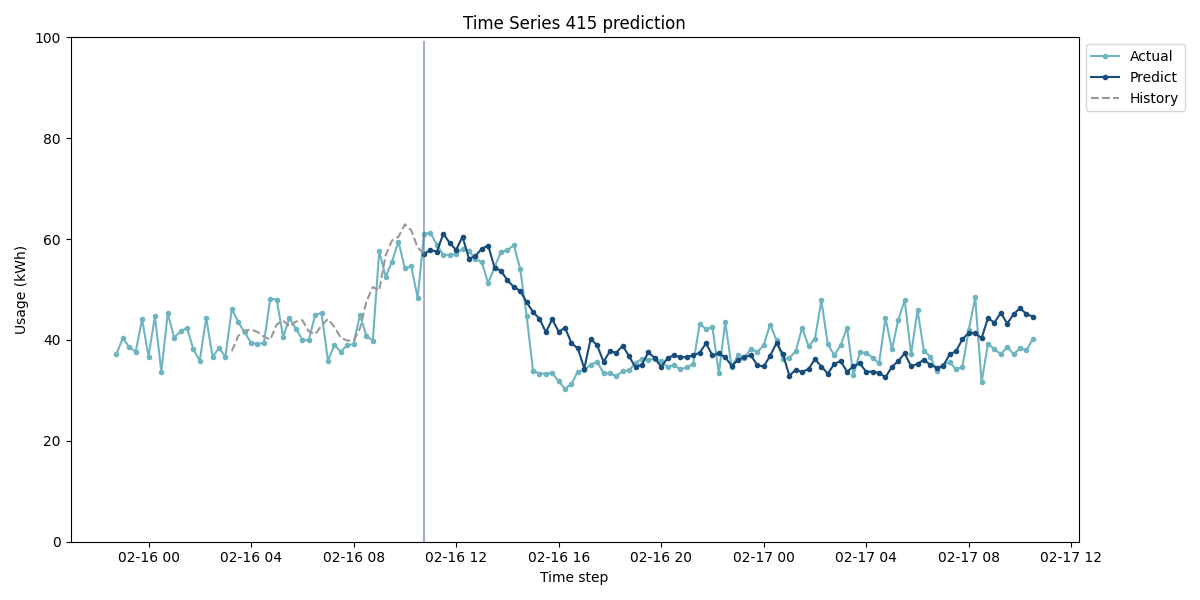 Time Series 415 prediction
100
80
60
40
20
0
Usage (kWh)
02-16 00
02-16 04
02-16 08
02-16 12
02-16 16
02-16 20
02-17 00
02-17 04
02-17 08
02-17 12
Time step
Actual
Predict
History